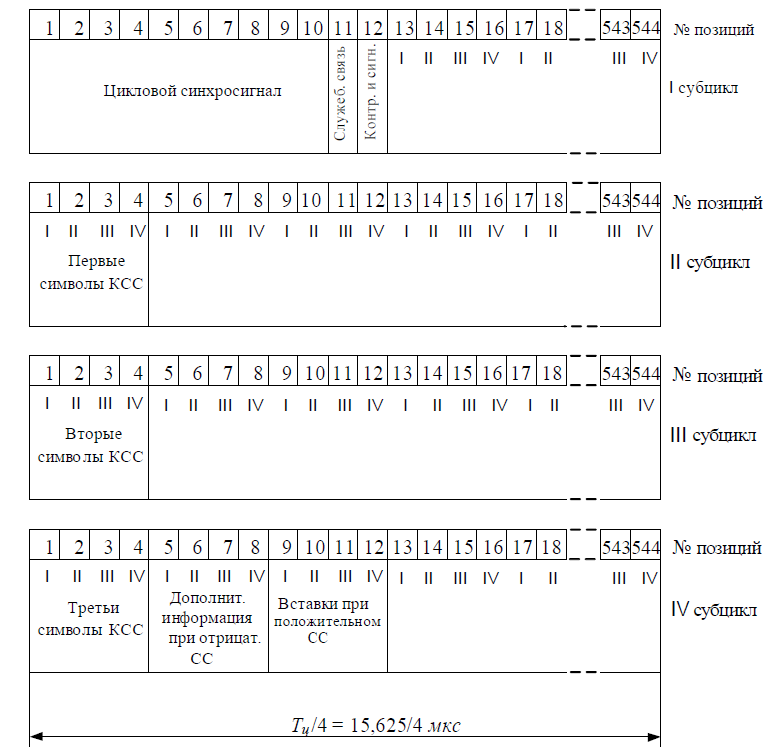 1 2 3 4 5 6 7 8 9 10 11 12 13 14 15 16 17 18 543 544 № позиций
I II III IV I II III IV
Цикловой синхросигнал
Служеб. связь
Контр. и сигн.
I субцикл
1 2 3 4 5 6 7 8 9 10 11 12 13 14 15 16 17 18 543 544 № позиций
I II III IV I II III IV I II III IV I II III IV I II III IV
Первые
символы КСС
II субцикл
1 2 3 4 5 6 7 8 9 10 11 12 13 14 15 16 17 18 543 544 № позиций
I II III IV I II III IV I II III IV I II III IV I II III IV
Вторые
символы КСС
III субцикл
1 2 3 4 5 6 7 8 9 10 11 12 13 14 15 16 17 18 543 544 № позиций
I II III IV I II III IV I II III IV I II III IV I II III IV
Третьи
символы КСС
Дополнит.
информация
при отрицат.
СС
Вставки при
положительном
СС
IV субцикл
Tц/4 = 15,625/4 мкс